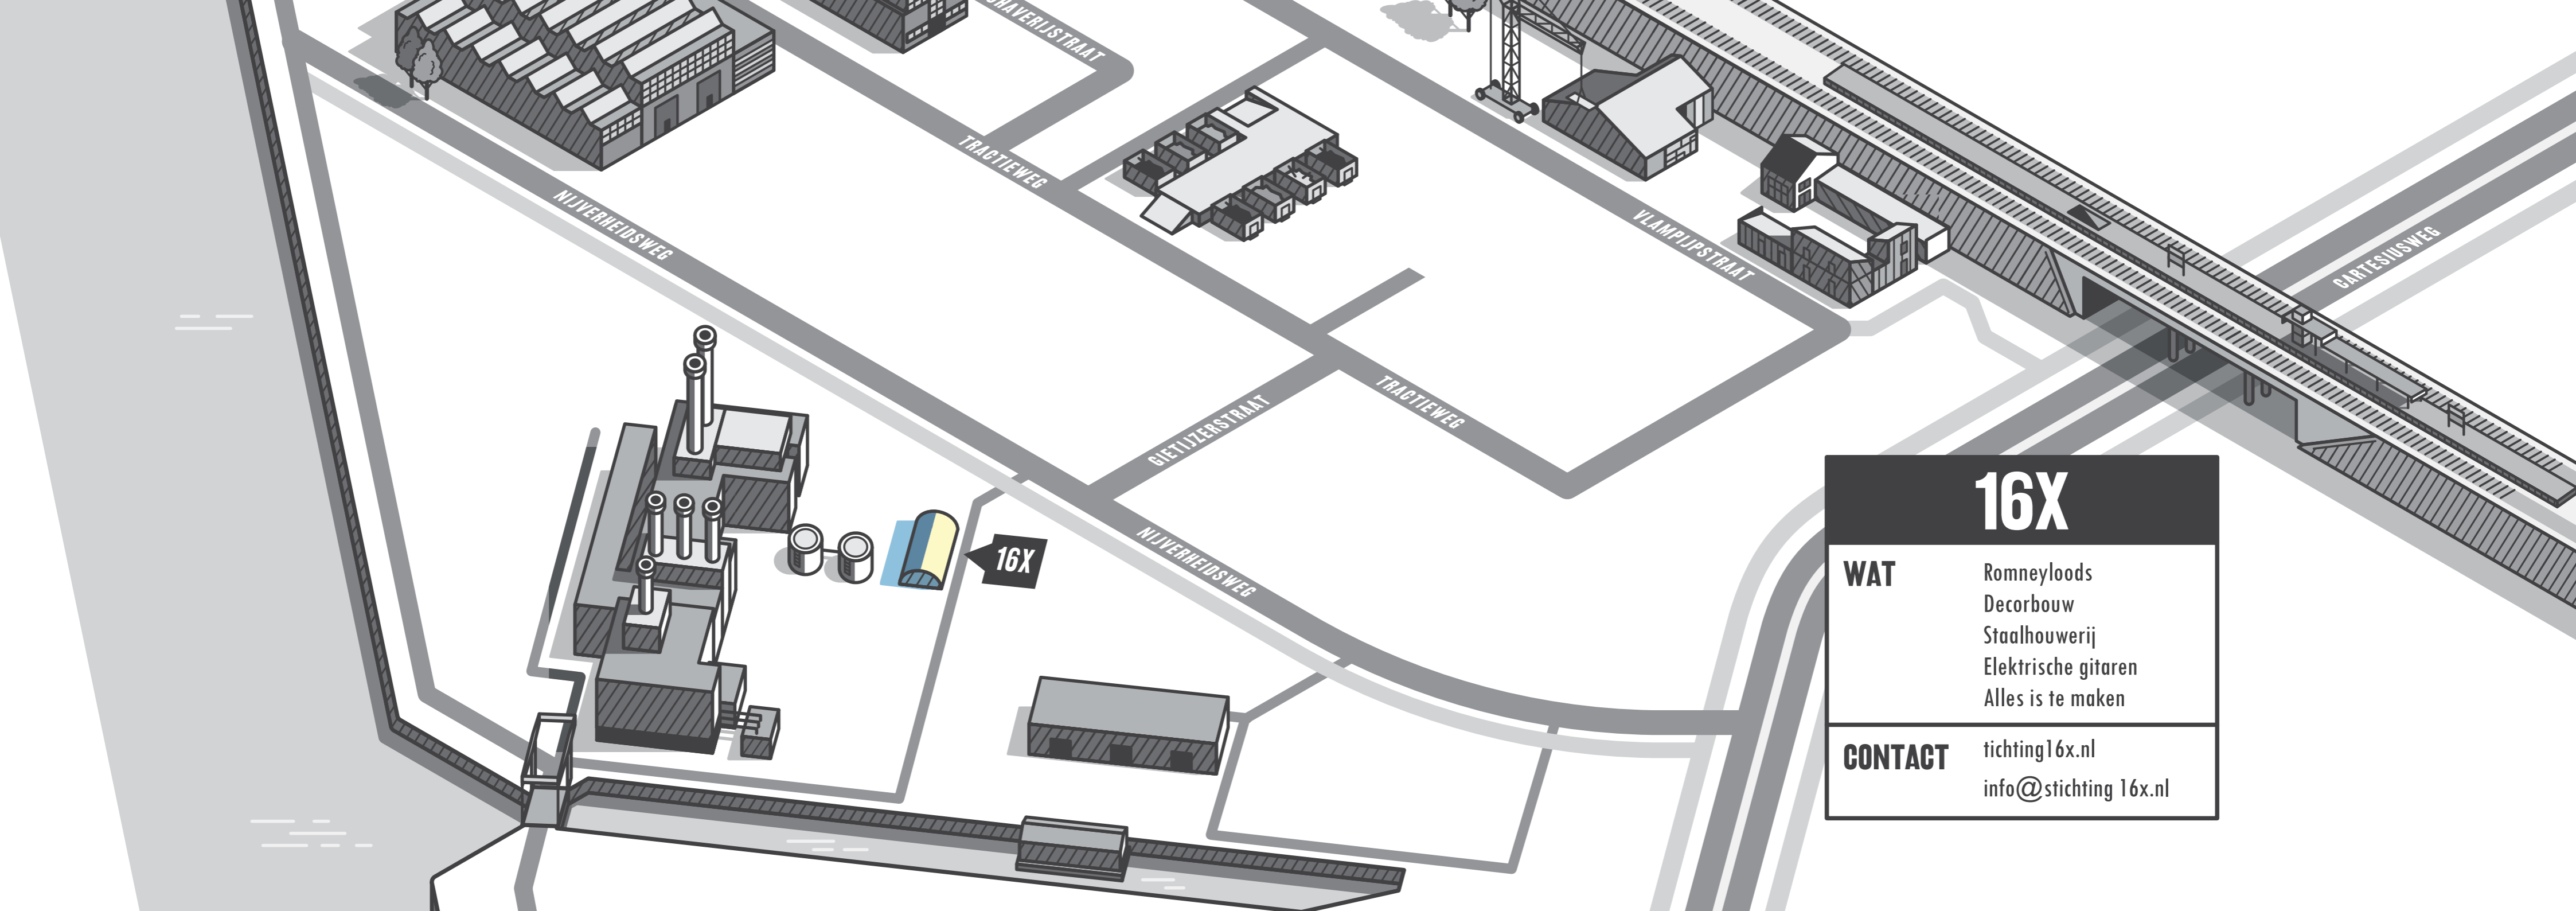 HAVERIJSTRAAT
TRACTIEWEG
NIJVERHEIDSWEG
VLAMPIJPSTRAAT
CARTESIUSWEG
TRACTIEWEG
GIETIJZERSTRAAT
NIJVERHEIDSWEG
16X
16X
WAT
Romneyloods
Decorbouw
Staalhouwerij
Elektrische gitaren
Alles is te maken
CONTACT
tichting16x.nl
info@stichting 16x.nl